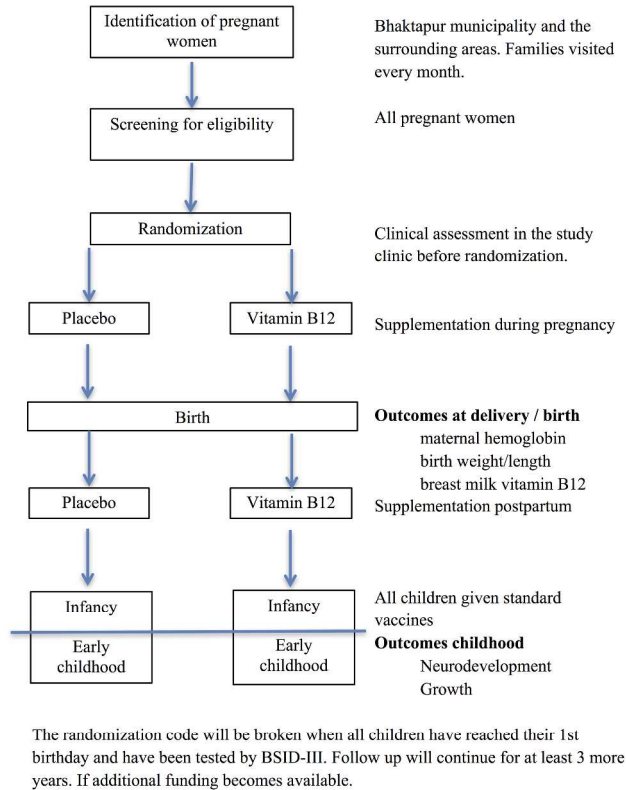 Identification of pregnant
women
Bhaktapur municipality and the
surrounding areas. Families visited
every month.
Screening for eligibility
All pregnant women
Randomization
Clinical assessment in the study
clinic before randomization.
Placebo
Vitamin B12
Supplementation during pregnancy
Birth
Outcomes at delivery / birth
maternal hemoglobin
birth weight/length
breast milk vitamin B12
Placebo
Vitamin B12
Supplementation postpartum
Infancy
Infancy
All children given standard
vaccines
Early
childhood
Early
childhood
Outcomes childhood
Neurodevelopment
Growth
The randomization code will be broken when all children have reached their 1st
birthday and have been tested by BSID-III. Follow up will continue for at least 3 more
years. If additional funding becomes available.